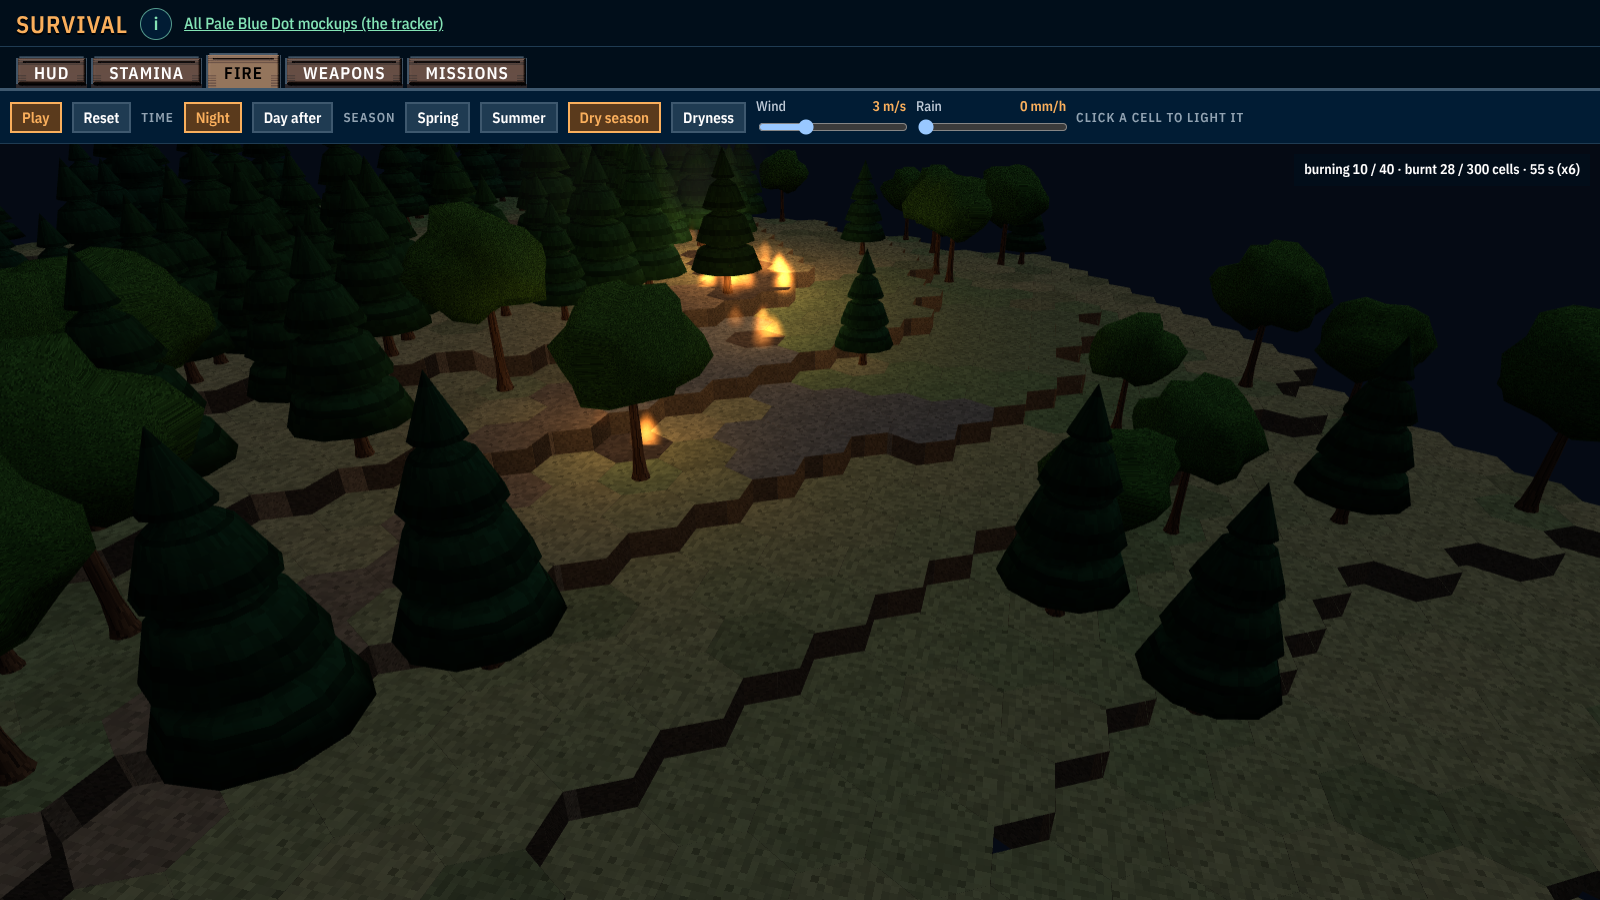 SURVIVAL i All Pale Blue Dot mockups (the tracker)
HUD STAMINA FIRE WEAPONS MISSIONS
Play Reset TIME Night Day after SEASON Spring Summer Dry season Dryness Wind 3 m/s Rain 0 mm/h CLICK A CELL TO LIGHT IT
burning 10 / 40 · burnt 28 / 300 cells · 55 s (x6)